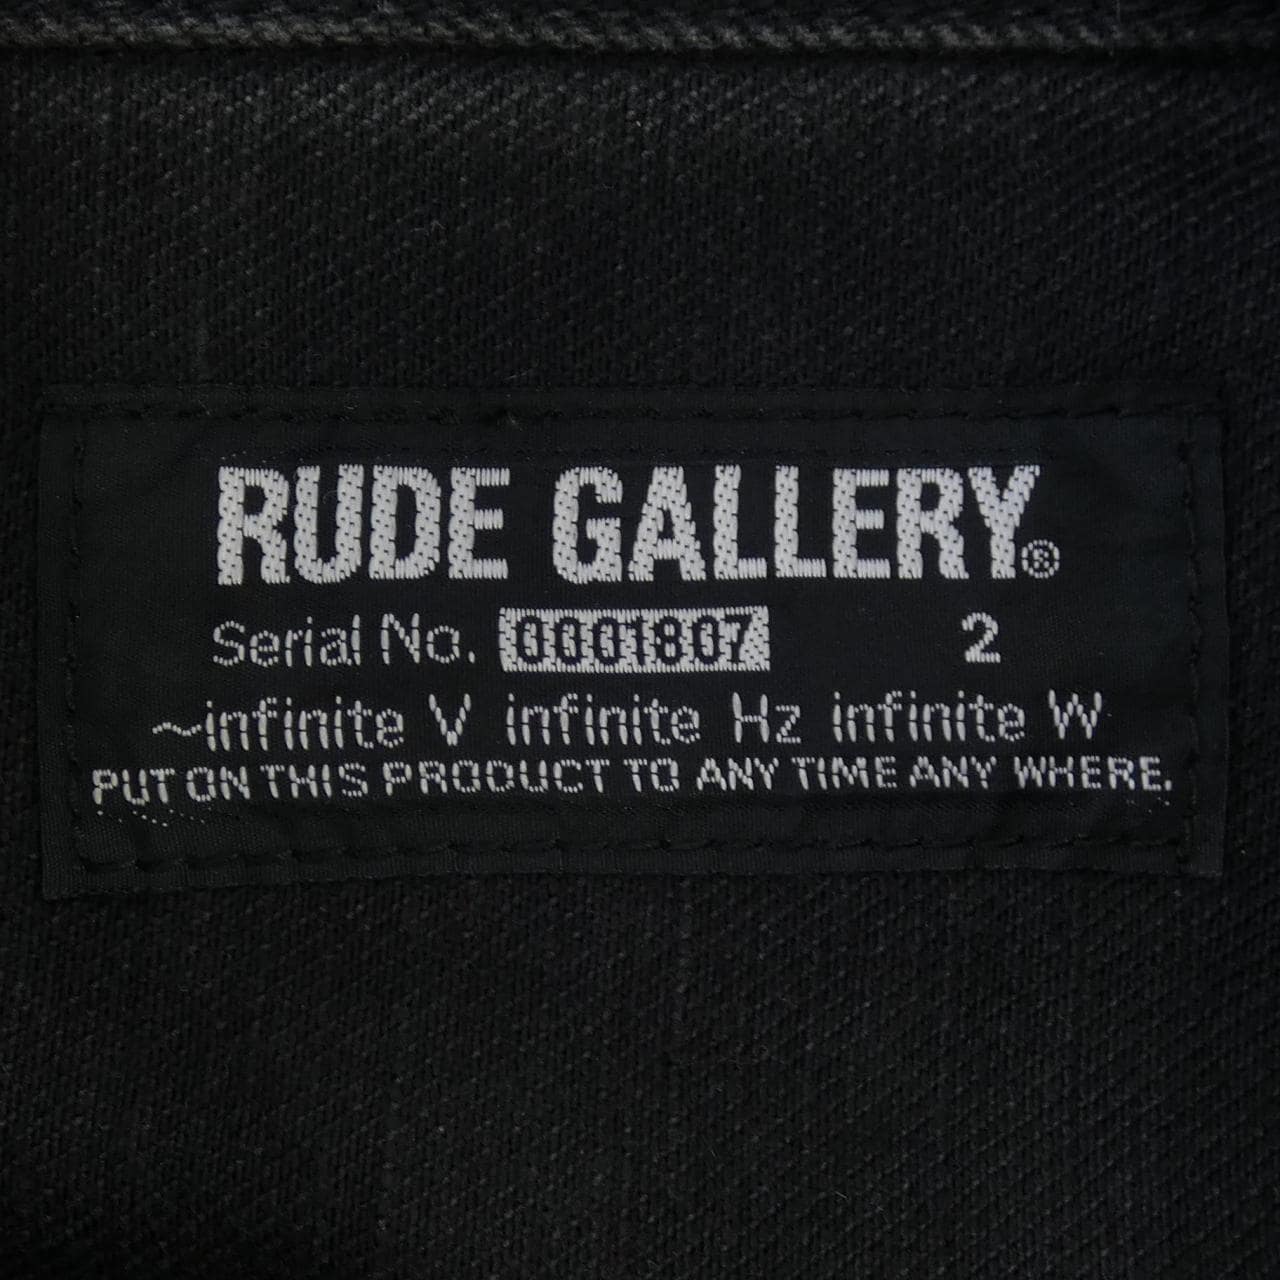 RUDE GALLERY®
Serial No. 0001807 2
~infinite V infinite Hz infinite W
PUT ON THIS PRODUCT TO ANY TIME ANY WHERE.